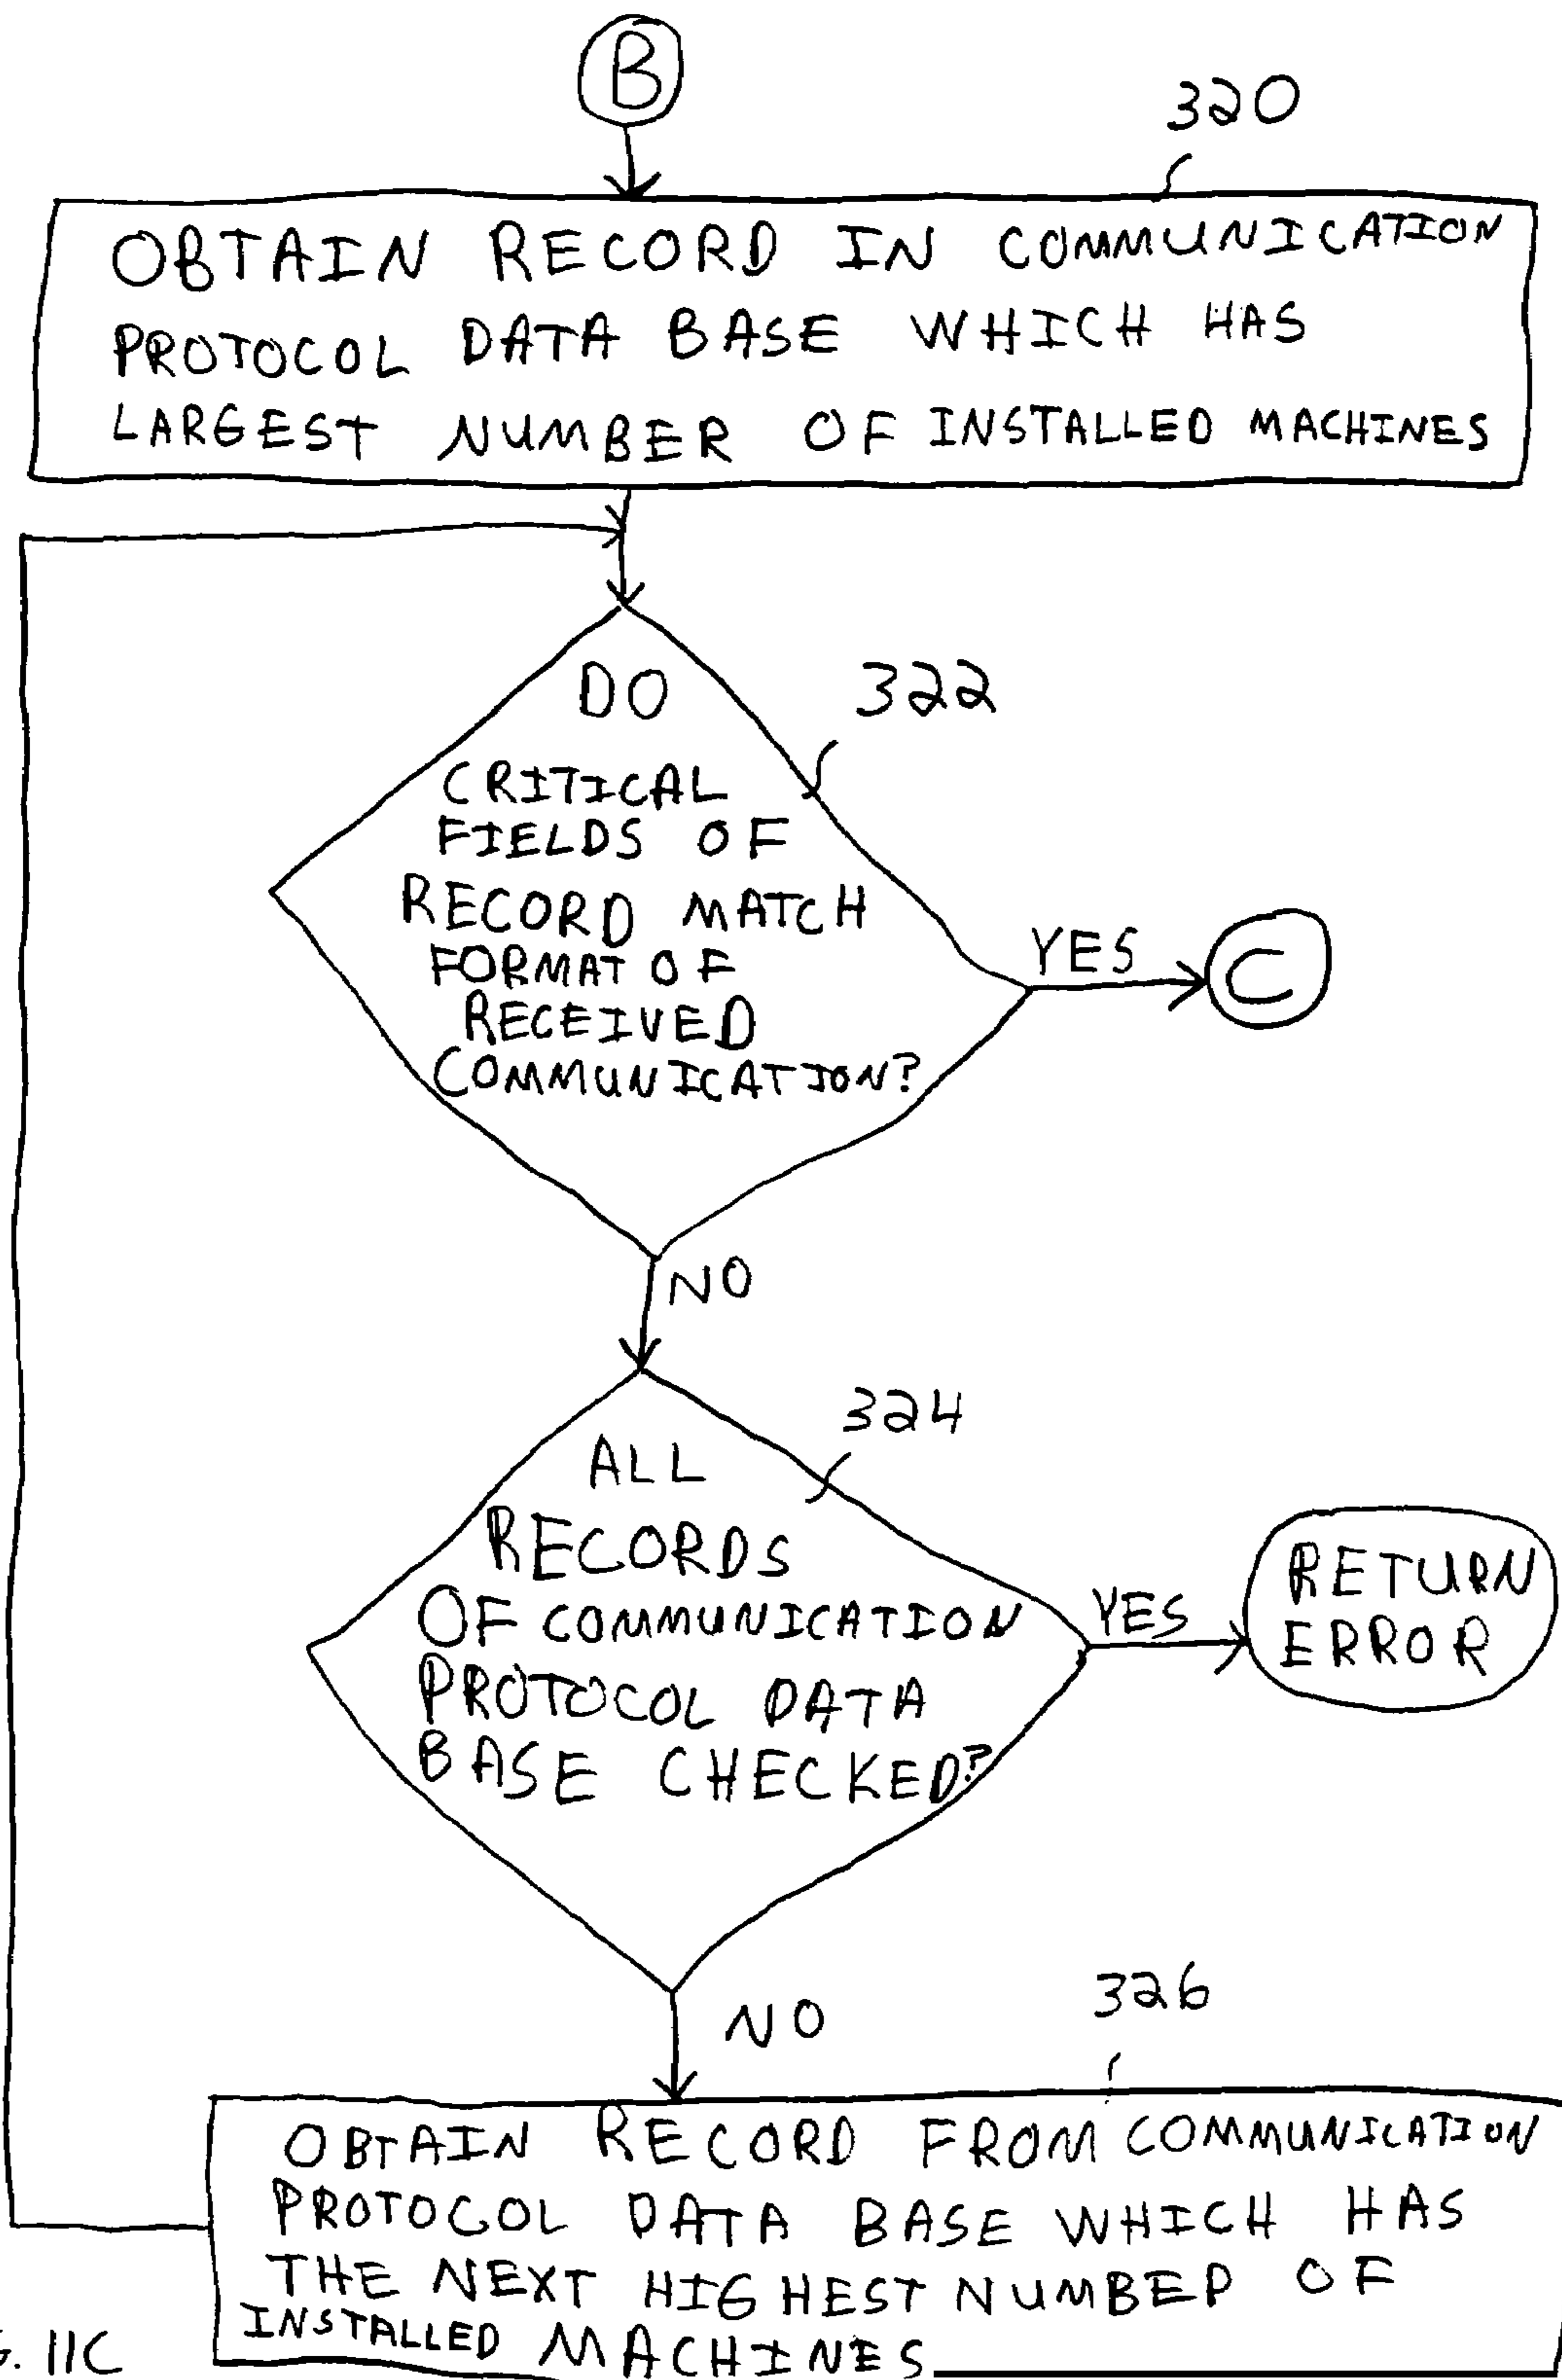 B
320
OBTAIN RECORD IN COMMUNICATION
PROTOCOL DATA BASE WHICH HAS
LARGEST NUMBER OF INSTALLED MACHINES
DO
322
CRITICAL
FIELDS OF
RECORD MATCH
FORMAT OF
RECEIVED
COMMUNICATION?
YES
C
NO
324
ALL
RECORDS
OF COMMUNICATION
PROTOCOL DATA
BASE CHECKED?
YES
RETURN
ERROR
NO
326
OBTAIN RECORD FROM COMMUNICATION
PROTOCOL DATA BASE WHICH HAS
THE NEXT HIGHEST NUMBER OF
INSTALLED MACHINES
G. 11C